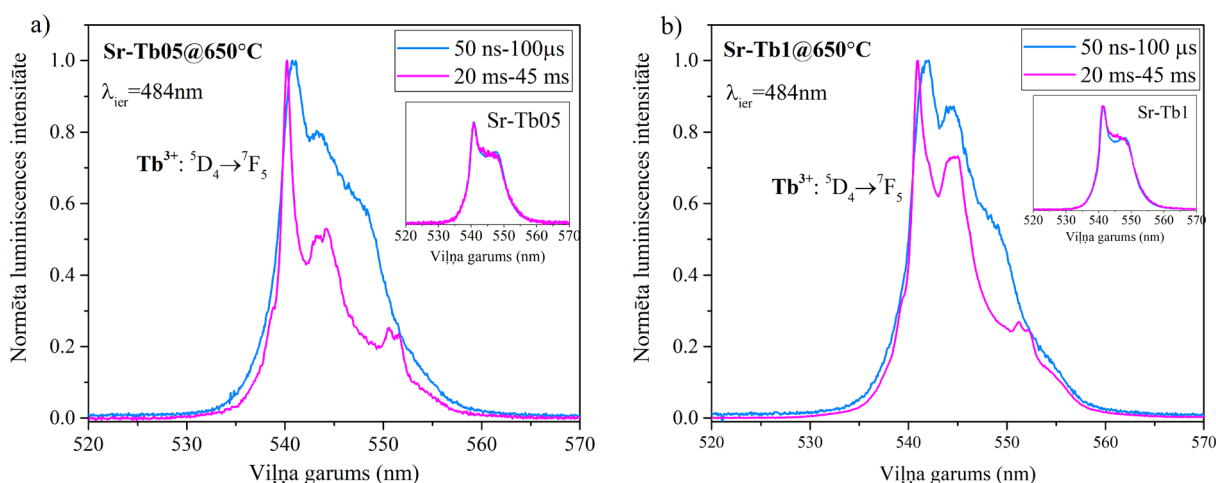 a)
Sr-Tb05@650°C
λier=484nm
Tb3+: 5D4→7F5
50 ns-100μs
20 ms-45 ms
Sr-Tb05
520 530 540 550 560 570
Viļņa garums (nm)
Normēta luminiscences intensitāte
1.0
0.8
0.6
0.4
0.2
0.0
520 530 540 550 560 570
Viļņa garums (nm)
b)
Sr-Tb1@650°C
λier=484nm
Tb3+: 5D4→7F5
50 ns-100 μs
20 ms-45 ms
Sr-Tb1
520 530 540 550 560 570
Viļņa garums (nm)
Normēta luminiscences intensitāte
1.0
0.8
0.6
0.4
0.2
0.0
520 530 540 550 560 570
Viļņa garums (nm)